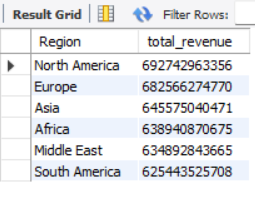 Result Grid Filter Rows:
Region total_revenue
North America 692742963356
Europe 682566274770
Asia 645575040471
Africa 638940870675
Middle East 634892843665
South America 625443525708